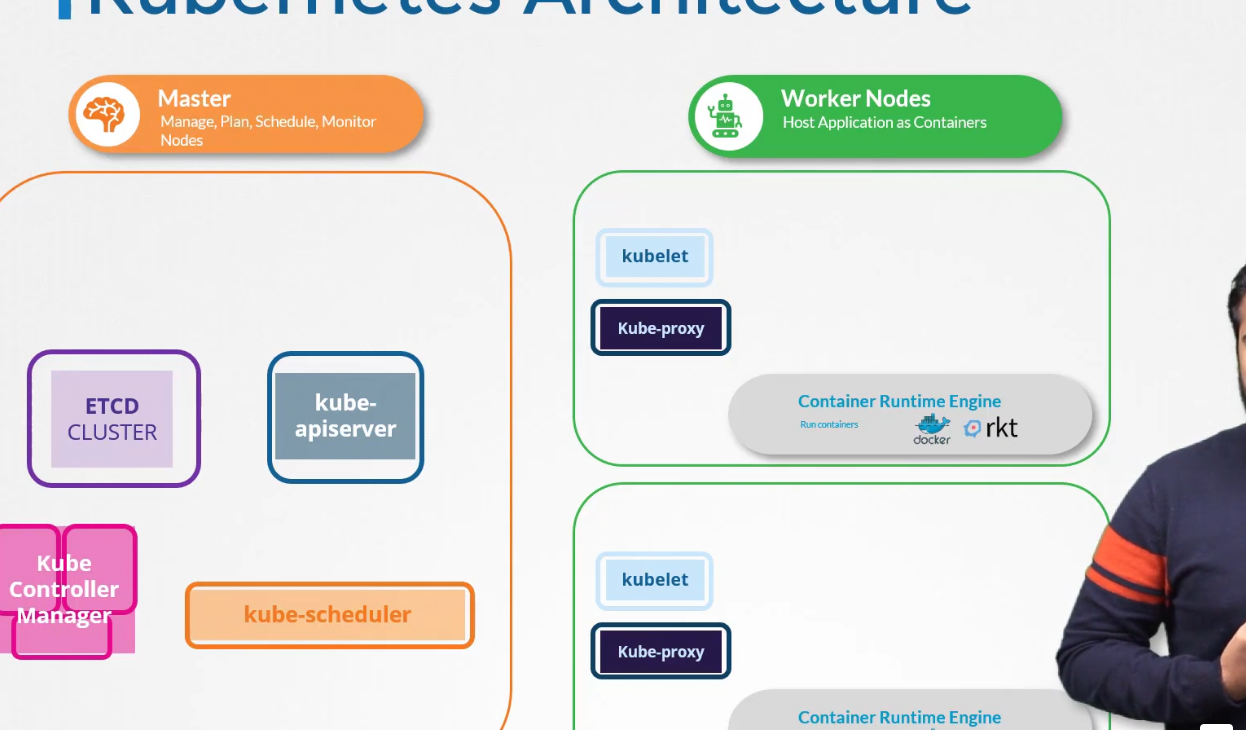 Kubernetes Architecture
Master
Manage, Plan, Schedule, Monitor
Nodes
Worker Nodes
Host Application as Containers
kubelet
Kube-proxy
Container Runtime Engine
Run containers
docker
rkt
ETCD
CLUSTER
kube-
apiserver
Kube
Controller
Manager
kube-scheduler
kubelet
Kube-proxy
Container Runtime Engine